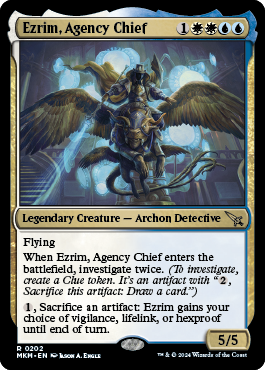 Ezrim, Agency Chief 1
Legendary Creature — Archon Detective
Flying
When Ezrim, Agency Chief enters the
battlefield, investigate twice. (To investigate,
create a Clue token. It's an artifact with “2,
Sacrifice this artifact: Draw a card.”)
1, Sacrifice an artifact: Ezrim gains your
choice of vigilance, lifelink, or hexproof
until end of turn.
5/5
R 0202
MKM • EN Jason A. Engle
™ & © 2024 Wizards of the Coast